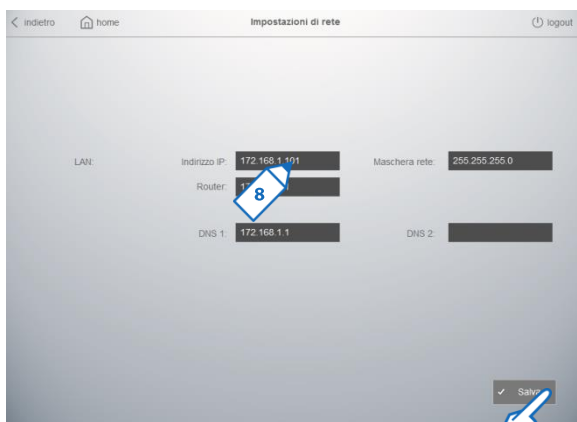 indietro home Impostazioni di rete logout
LAN: Indirizzo IP: 172.168.1.101 Maschera rete: 255.255.255.0
Router:
8
DNS 1: 172.168.1.1 DNS 2:
Salva